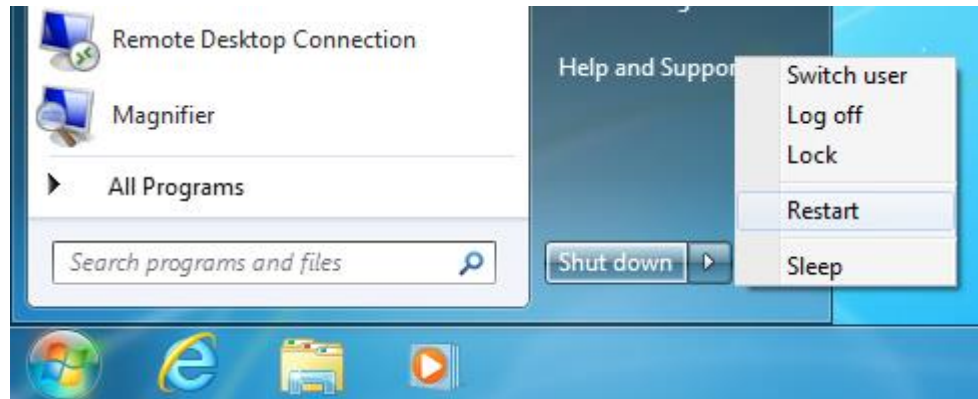 Remote Desktop Connection
Magnifier
All Programs
Search programs and files
Help and Suppor
Shut down
Switch user
Log off
Lock
Restart
Sleep